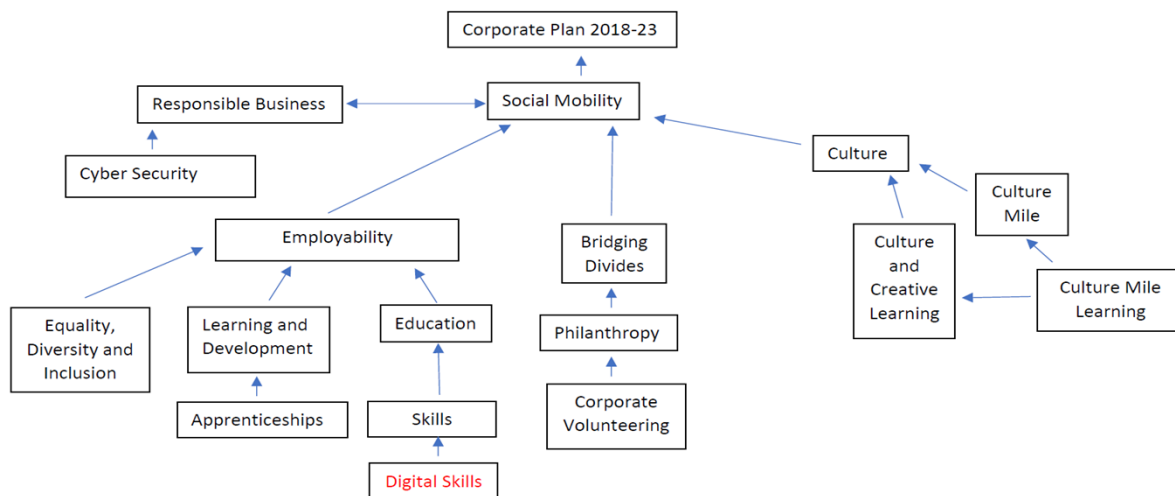 Corporate Plan 2018-23
Responsible Business
Social Mobility
Cyber Security
Culture
Culture
Mile
Employability
Bridging
Divides
Culture
and
Creative
Learning
Culture Mile
Learning
Equality,
Diversity and
Inclusion
Learning and
Development
Education
Philanthropy
Apprenticeships
Skills
Corporate
Volunteering
Digital Skills